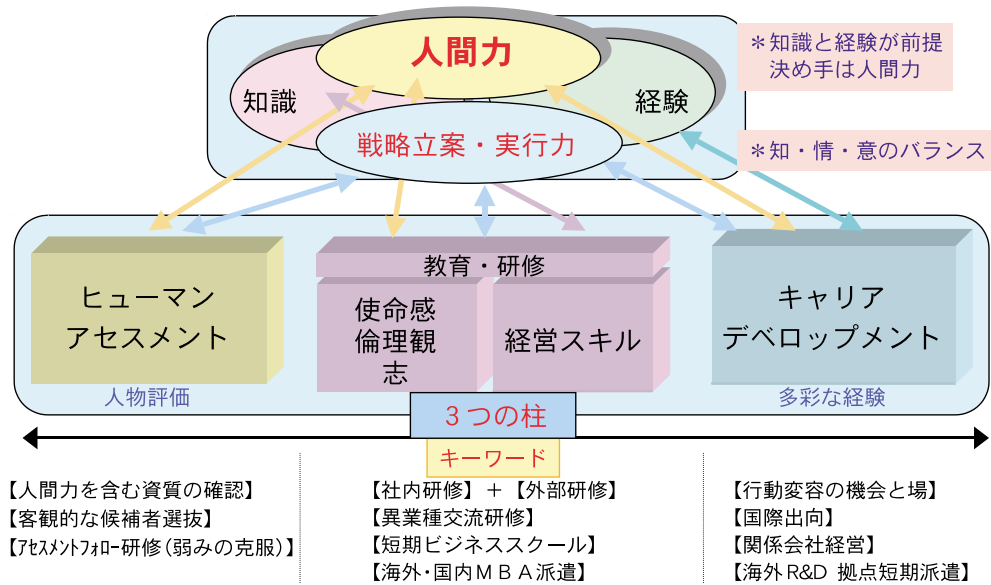 人間力
知識
経験
戦略立案・実行力
＊知識と経験が前提
決め手は人間力
＊知・情・意のバランス
教育・研修
ヒューマン
アセスメント
使命感
倫理観
志
経営スキル
キャリア
デベロップメント
人物評価
多彩な経験
3つの柱
キーワード
【人間力を含む資質の確認】
【客観的な候補者選抜】
【ｱｾｽﾒﾝﾄﾌｫﾛｰ研修(弱みの克服)】
【社内研修】＋【外部研修】
【異業種交流研修】
【短期ビジネススクール】
【海外・国内ＭＢＡ派遣】
【行動変容の機会と場】
【国際出向】
【関係会社経営】
【海外R&D 拠点短期派遣】